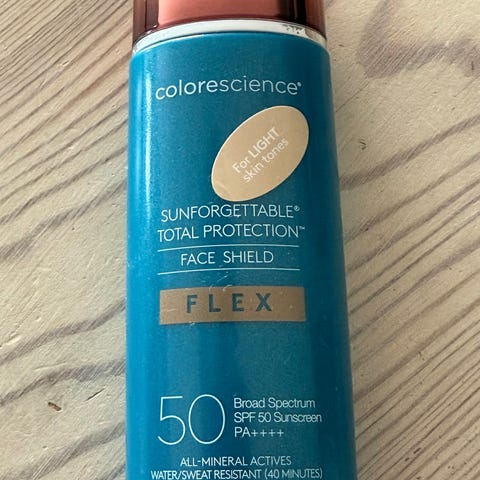 colorescience®
For LIGHT
skin tones
SUNFORGETTABLE®
TOTAL PROTECTION™
FACE SHIELD
FLEX
50
Broad Spectrum
SPF 50 Sunscreen
PA++++
ALL-MINERAL ACTIVES
WATER/SWEAT RESISTANT (40 MINUTES)